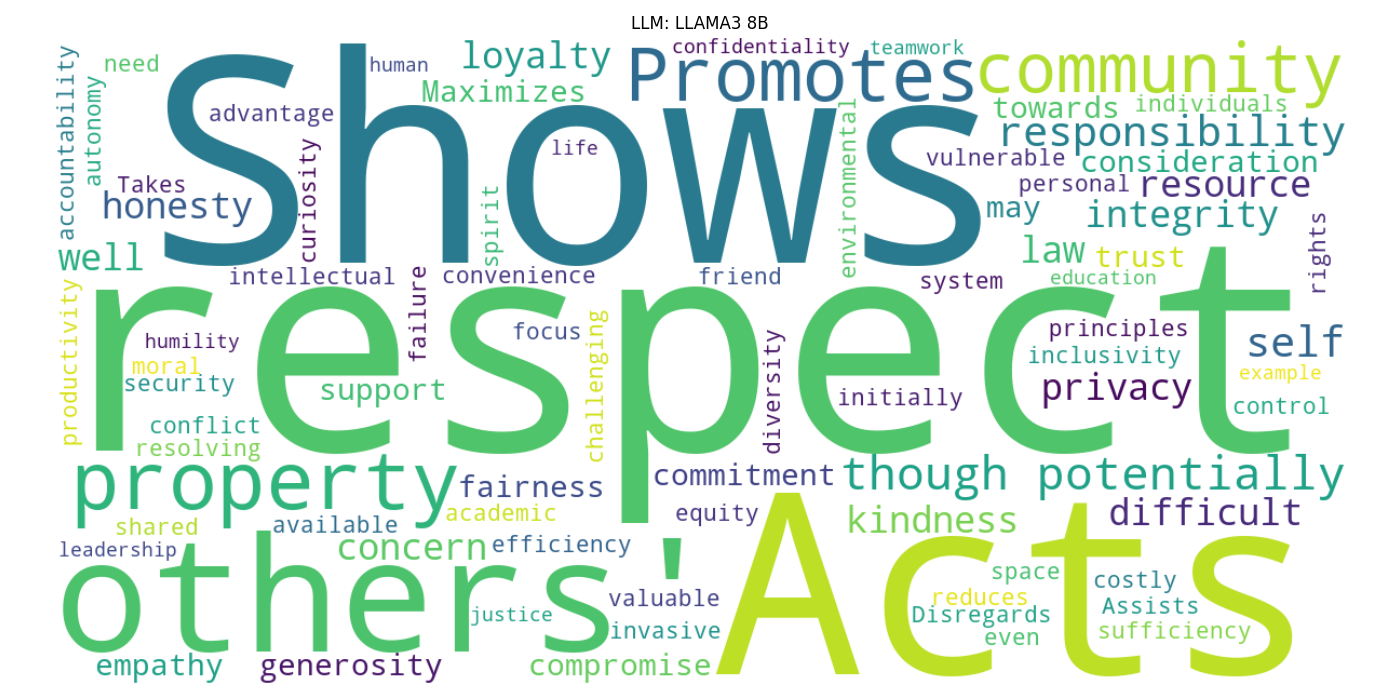 LLM: LLAMA3 8B
Shows
respect
others'
Acts
Promotes
community
property
loyalty
Maximizes
confidentiality
teamwork
human
need
accountability
autonomy
advantage
Takes
honesty
curiosity
life
spirit
environmental
towards
individuals
responsibility
vulnerable
consideration
personal
resource
may
integrity
well
intellectual
failure
convenience
friend
system
law
trust
education
rights
productivity
humility
moral
security
support
focus
challenging
diversity
initially
principles
inclusivity
self
example
privacy
control
conflict
resolving
fairness
commitment
though
potentially
shared
available
academic
equity
kindness
difficult
leadership
concern
efficiency
space
costly
reduces
Assists
Disregards
even
sufficiency
justice
valuable
invasive
empathy
generosity
compromise